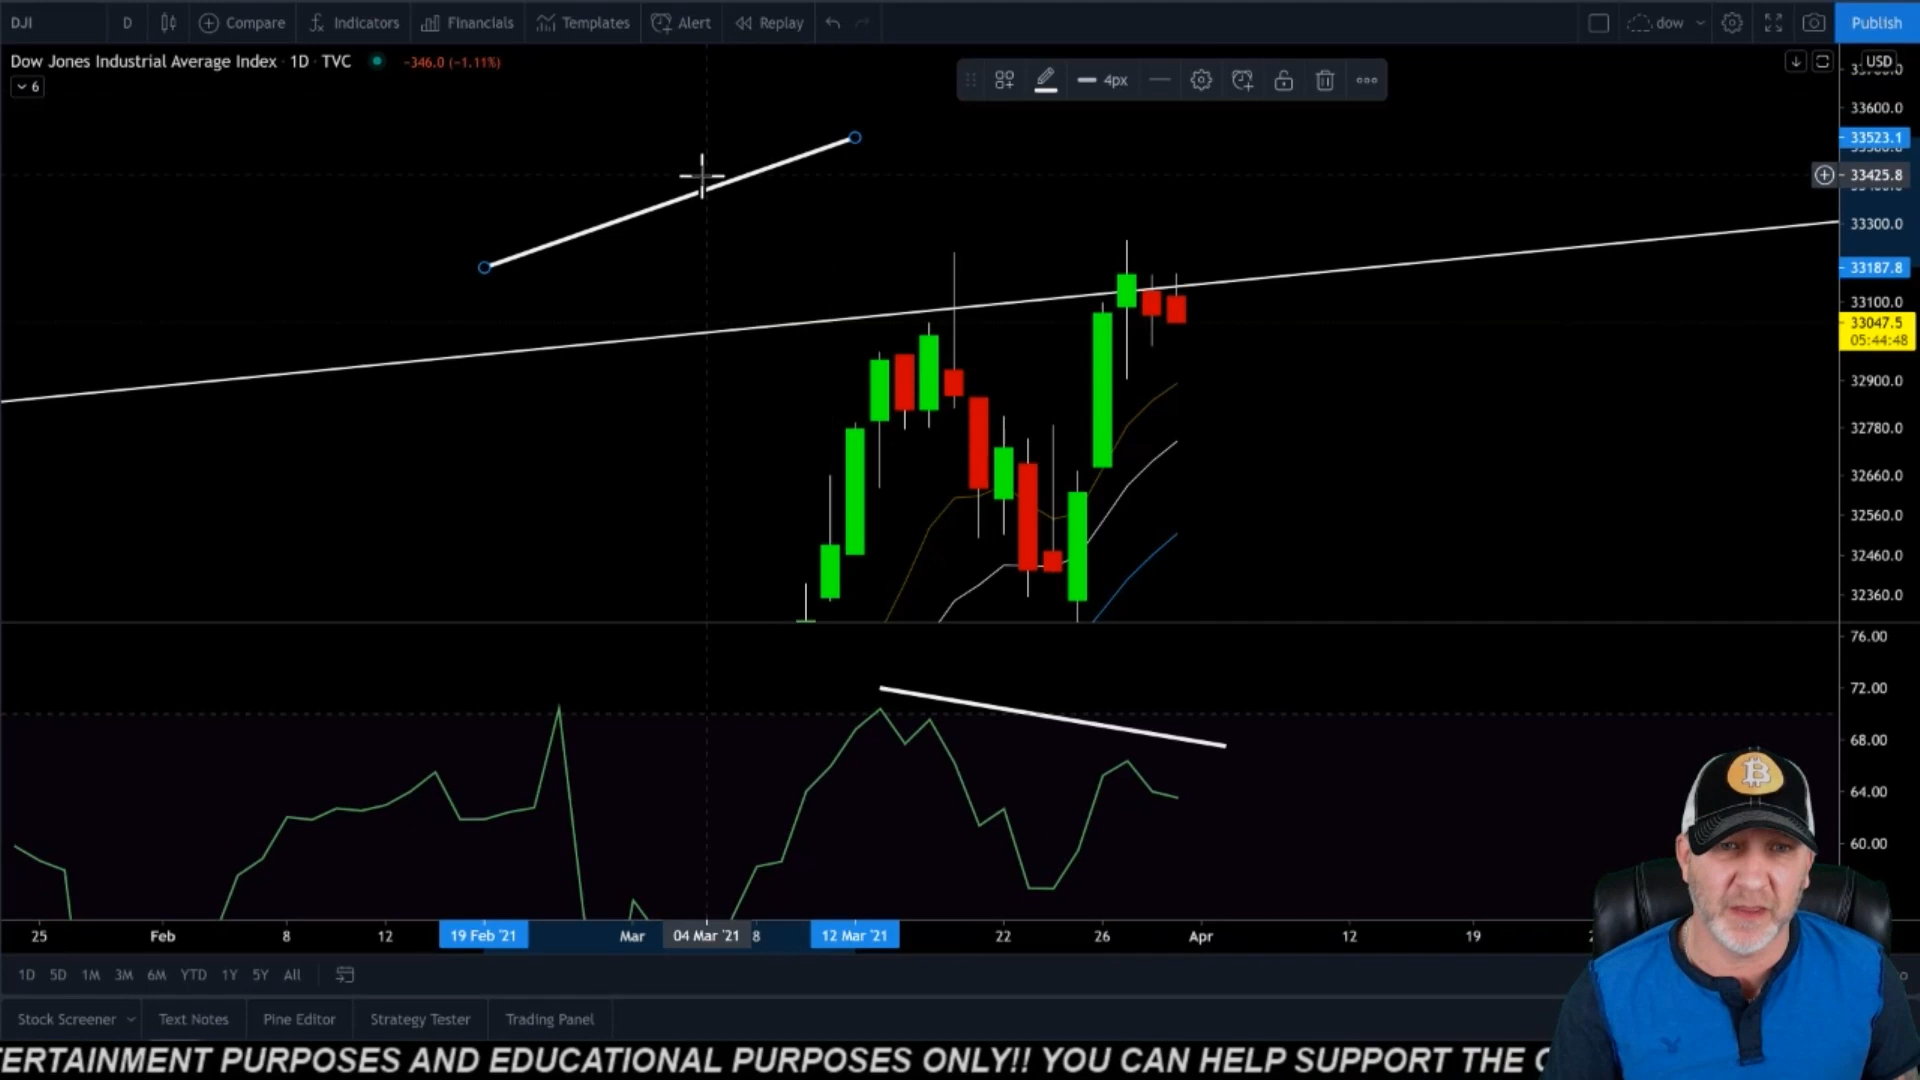 DJI D Compare Indicators Financials Templates Alert Replay dow Publish
Dow Jones Industrial Average Index · 1D · TVC −346.0 (−1.11%)
6
4px
USD
33600.0
33523.1
33425.8
33300.0
33187.8
33100.0
33047.5
05:44:48
32900.0
32780.0
32660.0
32560.0
32460.0
32360.0
76.00
72.00
68.00
64.00
60.00
25 Feb 8 12 19 Feb '21 Mar 04 Mar '21 8 12 Mar '21 22 26 Apr 12 19
1D 5D 1M 3M 6M YTD 1Y 5Y All
Stock Screener Text Notes Pine Editor Strategy Tester Trading Panel
ERTAINMENT PURPOSES AND EDUCATIONAL PURPOSES ONLY!! YOU CAN HELP SUPPORT THE